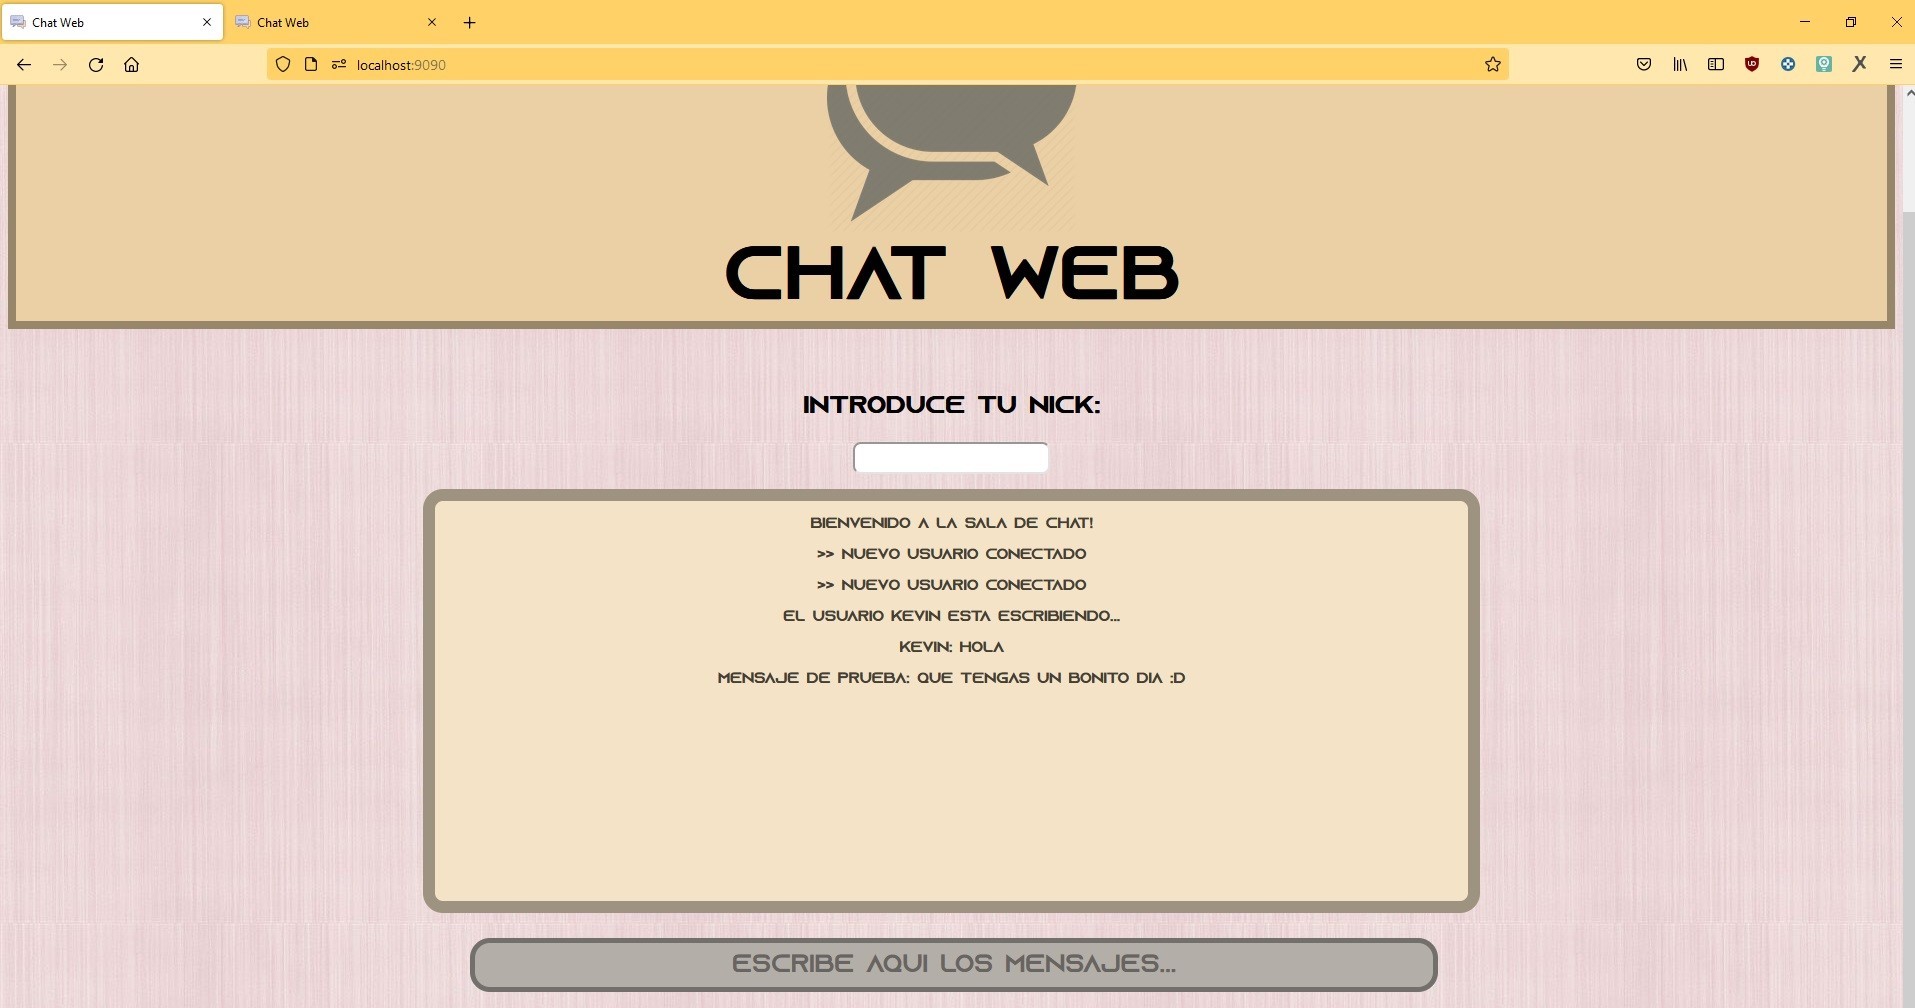 Chat Web
Chat Web
localhost:9090
CHAT WEB
INTRODUCE TU NICK:
BIENVENIDO A LA SALA DE CHAT!
>> NUEVO USUARIO CONECTADO
>> NUEVO USUARIO CONECTADO
EL USUARIO KEVIN ESTA ESCRIBIENDO...
KEVIN: HOLA
MENSAJE DE PRUEBA: QUE TENGAS UN BONITO DIA :D
ESCRIBE AQUI LOS MENSAJES...